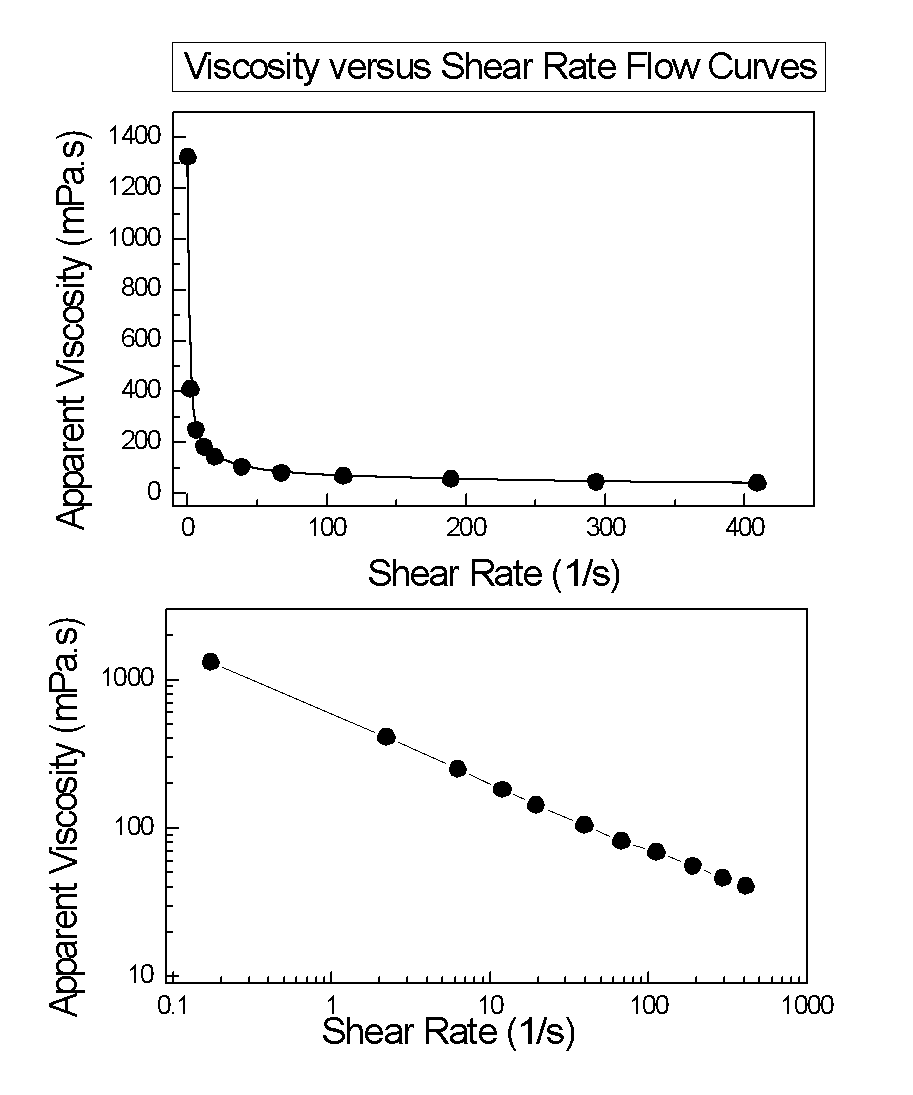 Viscosity versus Shear Rate Flow Curves
Apparent Viscosity (mPa.s)
1400
1200
1000
800
600
400
200
0
0 100 200 300 400
Shear Rate (1/s)
Apparent Viscosity (mPa.s)
1000
100
10
0.1 1 10 100 1000
Shear Rate (1/s)